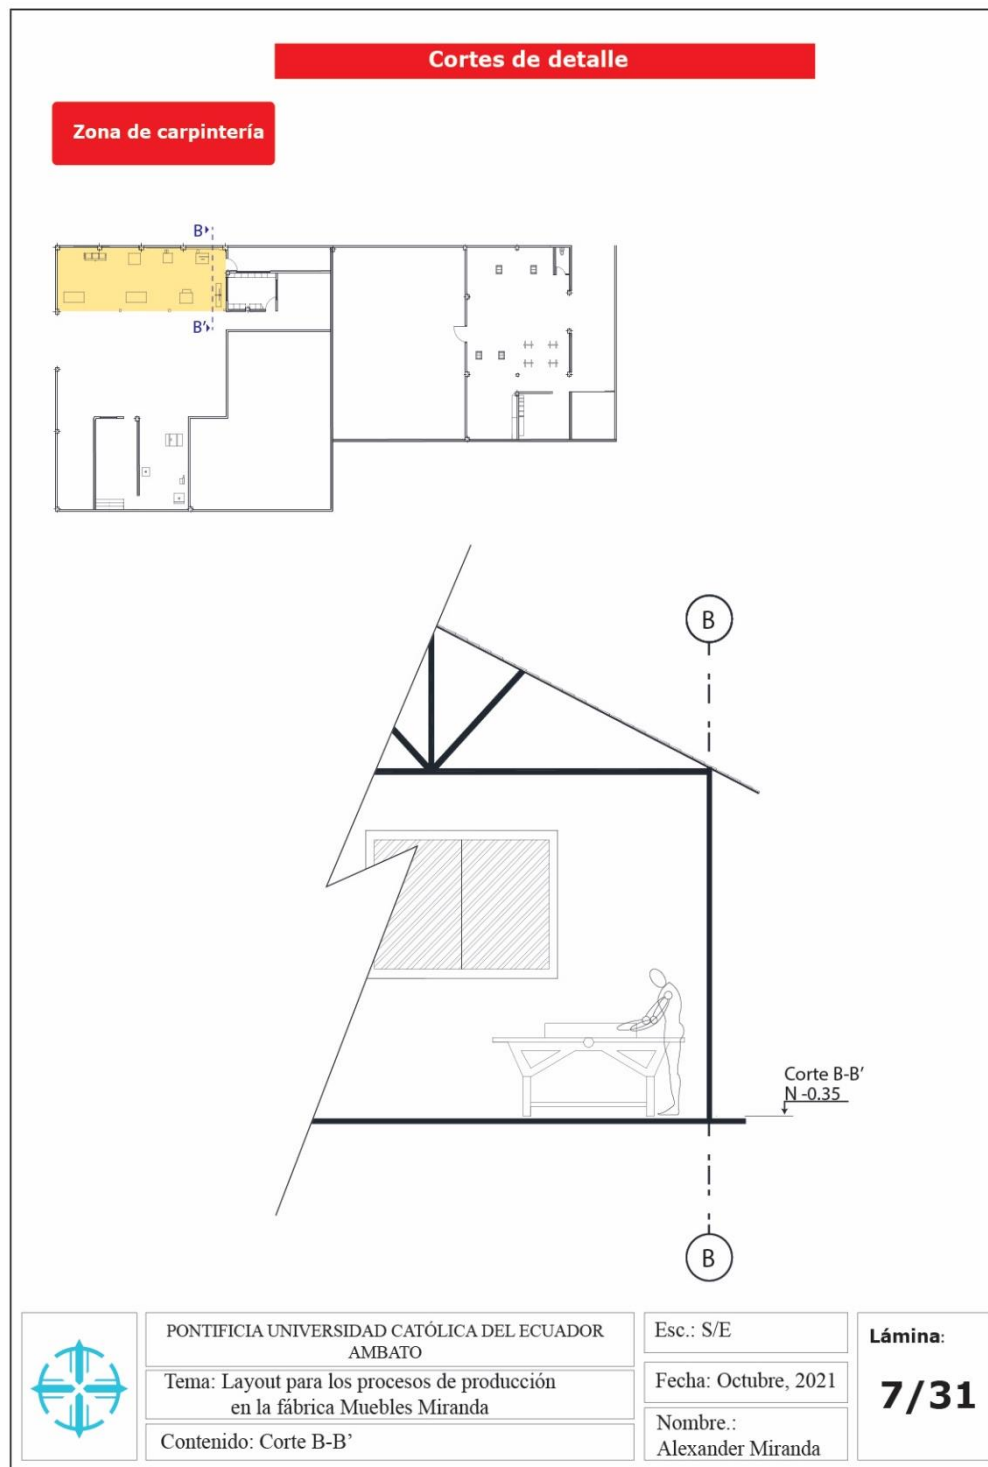 Cortes de detalle
Zona de carpintería
B
B'
B
Corte B-B'
N -0.35
B
PONTIFICIA UNIVERSIDAD CATÓLICA DEL ECUADOR
AMBATO
Tema: Layout para los procesos de producción
en la fábrica Muebles Miranda
Contenido: Corte B-B'
Esc.: S/E
Fecha: Octubre, 2021
Nombre.:
Alexander Miranda
Lámina:
7/31